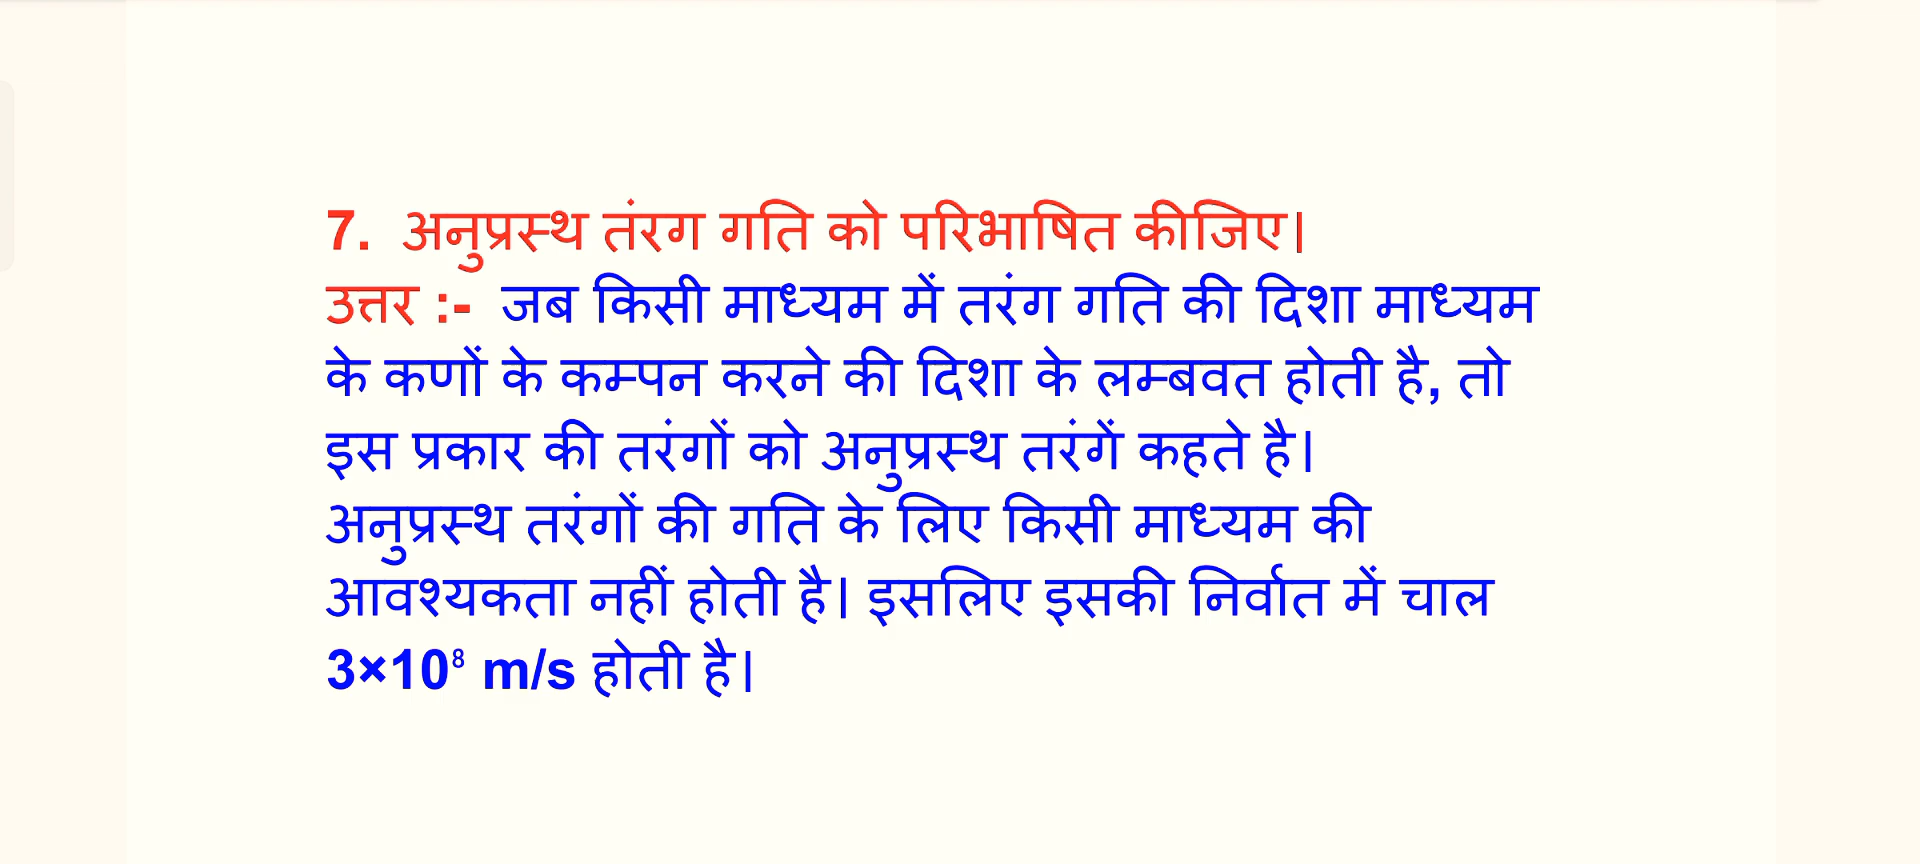 7. अनुप्रस्थ तंरग गति को परिभाषित कीजिए।
उत्तर :- जब किसी माध्यम में तरंग गति की दिशा माध्यम
के कणों के कम्पन करने की दिशा के लम्बवत होती है, तो
इस प्रकार की तरंगों को अनुप्रस्थ तरंगें कहते है।
अनुप्रस्थ तरंगों की गति के लिए किसी माध्यम की
आवश्यकता नहीं होती है। इसलिए इसकी निर्वात में चाल
3×10⁸ m/s होती है।